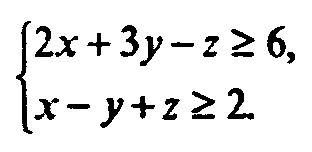 2x + 3y − z ≥ 6,
x − y + z ≥ 2.